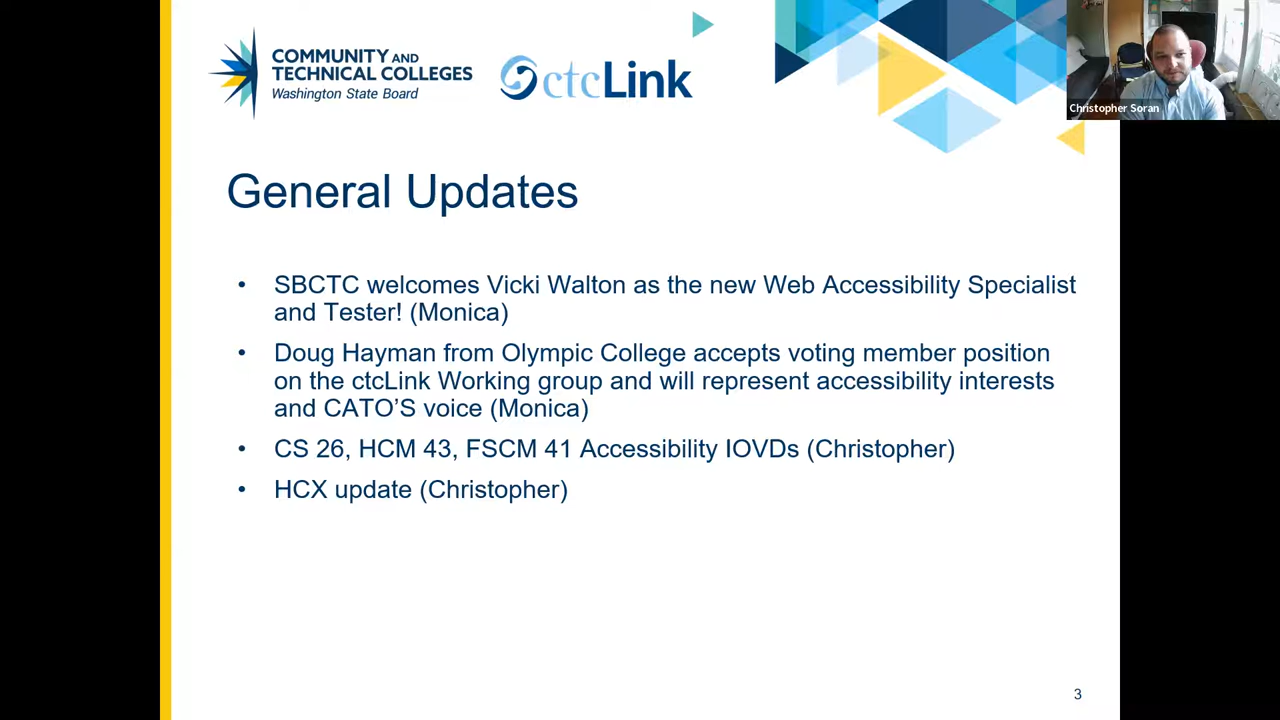 COMMUNITY AND
TECHNICAL COLLEGES
Washington State Board
ctcLink
Christopher Soran
General Updates
• SBCTC welcomes Vicki Walton as the new Web Accessibility Specialist
and Tester! (Monica)
• Doug Hayman from Olympic College accepts voting member position
on the ctcLink Working group and will represent accessibility interests
and CATO'S voice (Monica)
• CS 26, HCM 43, FSCM 41 Accessibility IOVDs (Christopher)
• HCX update (Christopher)
3